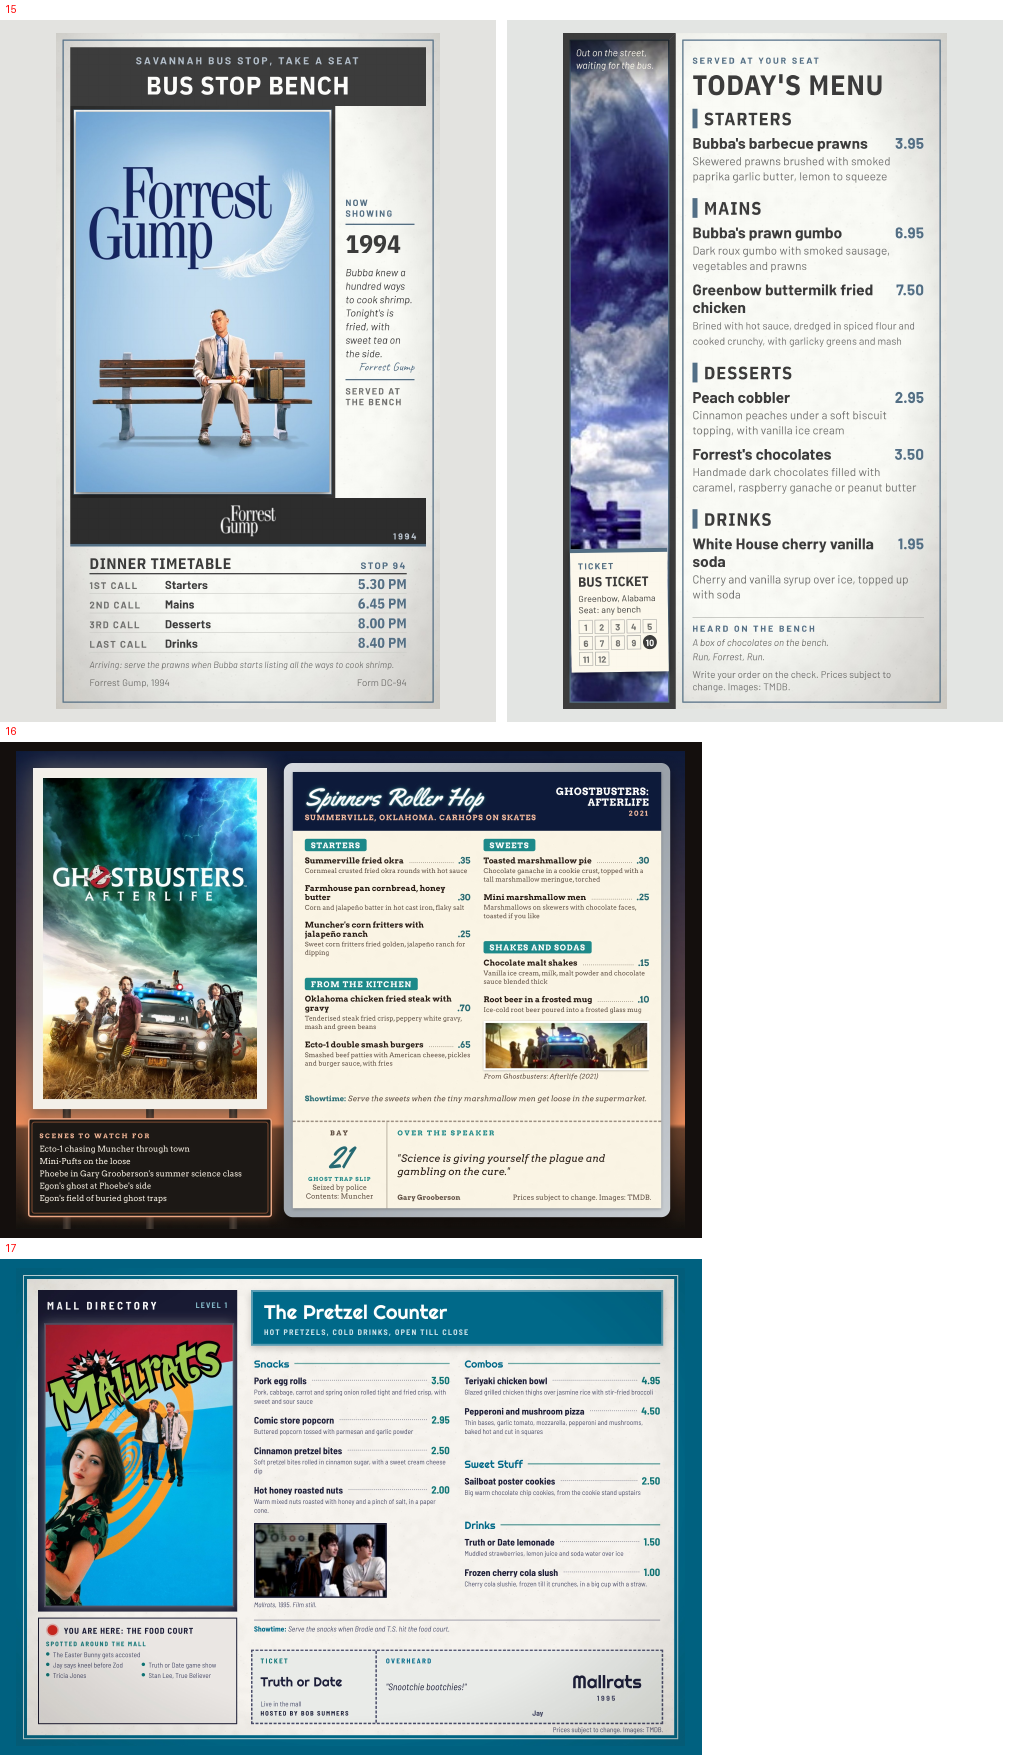 15
SAVANNAH BUS STOP, TAKE A SEAT
BUS STOP BENCH
Forrest
Gump
NOW
SHOWING
1994
Bubba knew a
hundred ways
to cook shrimp.
Tonight's is
fried, with
sweet tea on
the side.
Forrest Gump
SERVED AT
THE BENCH
Forrest
Gump
1994
DINNER TIMETABLE STOP 94
1ST CALL Starters 5.30 PM
2ND CALL Mains 6.45 PM
3RD CALL Desserts 8.00 PM
LAST CALL Drinks 8.40 PM
Arriving: serve the prawns when Bubba starts listing all the ways to cook shrimp.
Forrest Gump, 1994 Form DC-94
Out on the street,
waiting for the bus.
TICKET
BUS TICKET
Greenbow, Alabama
Seat: any bench
1 2 3 4 5
6 7 8 9 10
11 12
SERVED AT YOUR SEAT
TODAY'S MENU
STARTERS
Bubba's barbecue prawns 3.95
Skewered prawns brushed with smoked
paprika garlic butter, lemon to squeeze
MAINS
Bubba's prawn gumbo 6.95
Dark roux gumbo with smoked sausage,
vegetables and prawns
Greenbow buttermilk fried 7.50
chicken
Brined with hot sauce, dredged in spiced flour and
cooked crunchy, with garlicky greens and mash
DESSERTS
Peach cobbler 2.95
Cinnamon peaches under a soft biscuit
topping, with vanilla ice cream
Forrest's chocolates 3.50
Handmade dark chocolates filled with
caramel, raspberry ganache or peanut butter
DRINKS
White House cherry vanilla 1.95
soda
Cherry and vanilla syrup over ice, topped up
with soda
HEARD ON THE BENCH
A box of chocolates on the bench.
Run, Forrest, Run.
Write your order on the check. Prices subject to
change. Images: TMDB.
16
GHOSTBUSTERS
AFTERLIFE
SCENES TO WATCH FOR
Ecto-1 chasing Muncher through town
Mini-Pufts on the loose
Phoebe in Gary Grooberson's summer science class
Egon's ghost at Phoebe's side
Egon's field of buried ghost traps
Spinners Roller Hop
SUMMERVILLE, OKLAHOMA. CARHOPS ON SKATES
GHOSTBUSTERS:
AFTERLIFE
2021
STARTERS
Summerville fried okra .35
Cornmeal crusted fried okra rounds with hot sauce
Farmhouse pan cornbread, honey
butter .30
Corn and jalapeño batter in hot cast iron, flaky salt
Muncher's corn fritters with
jalapeño ranch .25
Sweet corn fritters fried golden, jalapeño ranch for
dipping
FROM THE KITCHEN
Oklahoma chicken fried steak with
gravy .70
Tenderised steak fried crisp, peppery white gravy,
mash and green beans
Ecto-1 double smash burgers .65
Smashed beef patties with American cheese, pickles
and burger sauce, with fries
SWEETS
Toasted marshmallow pie .30
Chocolate ganache in a cookie crust, topped with a
tall marshmallow meringue, torched
Mini marshmallow men .25
Marshmallows on skewers with chocolate faces,
toasted if you like
SHAKES AND SODAS
Chocolate malt shakes .15
Vanilla ice cream, milk, malt powder and chocolate
sauce blended thick
Root beer in a frosted mug .10
Ice-cold root beer poured into a frosted glass mug
From Ghostbusters: Afterlife (2021)
Showtime: Serve the sweets when the tiny marshmallow men get loose in the supermarket.
BAY
21
GHOST TRAP SLIP
Seized by police
Contents: Muncher
OVER THE SPEAKER
"Science is giving yourself the plague and
gambling on the cure."
Gary Grooberson Prices subject to change. Images: TMDB.
17
MALL DIRECTORY LEVEL 1
MALLRATS
YOU ARE HERE: THE FOOD COURT
SPOTTED AROUND THE MALL
The Easter Bunny gets accosted
Jay says kneel before Zod
Truth or Date game show
Tricia Jones
Stan Lee, True Believer
The Pretzel Counter
HOT PRETZELS, COLD DRINKS, OPEN TILL CLOSE
Snacks
Pork egg rolls 3.50
Pork, cabbage, carrot and spring onion rolled tight and fried crisp, with
sweet and sour sauce
Comic store popcorn 2.95
Buttered popcorn tossed with parmesan and garlic powder
Cinnamon pretzel bites 2.50
Soft pretzel bites rolled in cinnamon sugar, with a sweet cream cheese
dip
Hot honey roasted nuts 2.00
Warm mixed nuts roasted with honey and a pinch of salt, in a paper
cone.
Mallrats, 1995. Film still.
Combos
Teriyaki chicken bowl 4.95
Glazed grilled chicken thighs over jasmine rice with stir-fried broccoli
Pepperoni and mushroom pizza 4.50
Thin bases, garlic tomato, mozzarella, pepperoni and mushrooms,
baked hot and cut in squares
Sweet Stuff
Sailboat poster cookies 2.50
Big warm chocolate chip cookies, from the cookie stand upstairs
Drinks
Truth or Date lemonade 1.50
Muddled strawberries, lemon juice and soda water over ice
Frozen cherry cola slush 1.00
Cherry cola slushie, frozen till it crunches, in a big cup with a straw.
Showtime: Serve the snacks when Brodie and T.S. hit the food court.
TICKET
Truth or Date
Live in the mall
HOSTED BY BOB SUMMERS
OVERHEARD
"Snootchie bootchies!"
Jay
Mallrats
1995
Prices subject to change. Images: TMDB.